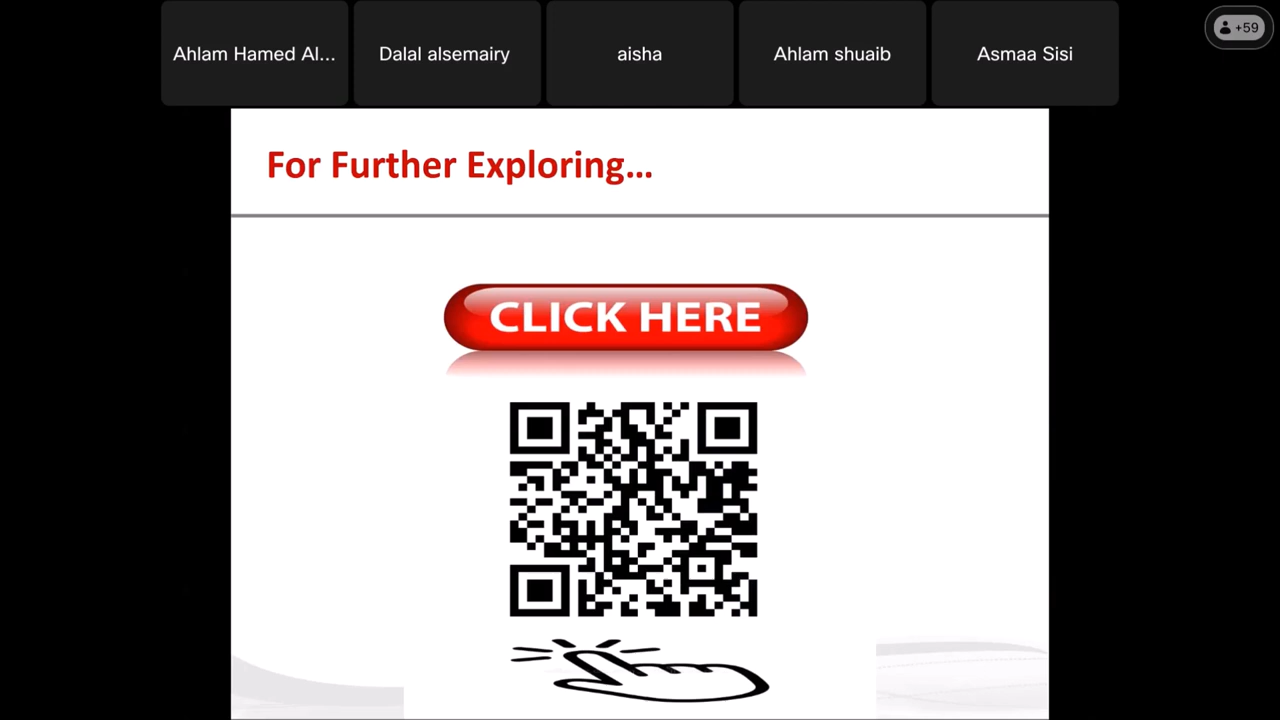 Ahlam Hamed Al...
Dalal alsemairy
aisha
Ahlam shuaib
Asmaa Sisi
+59
For Further Exploring...
CLICK HERE